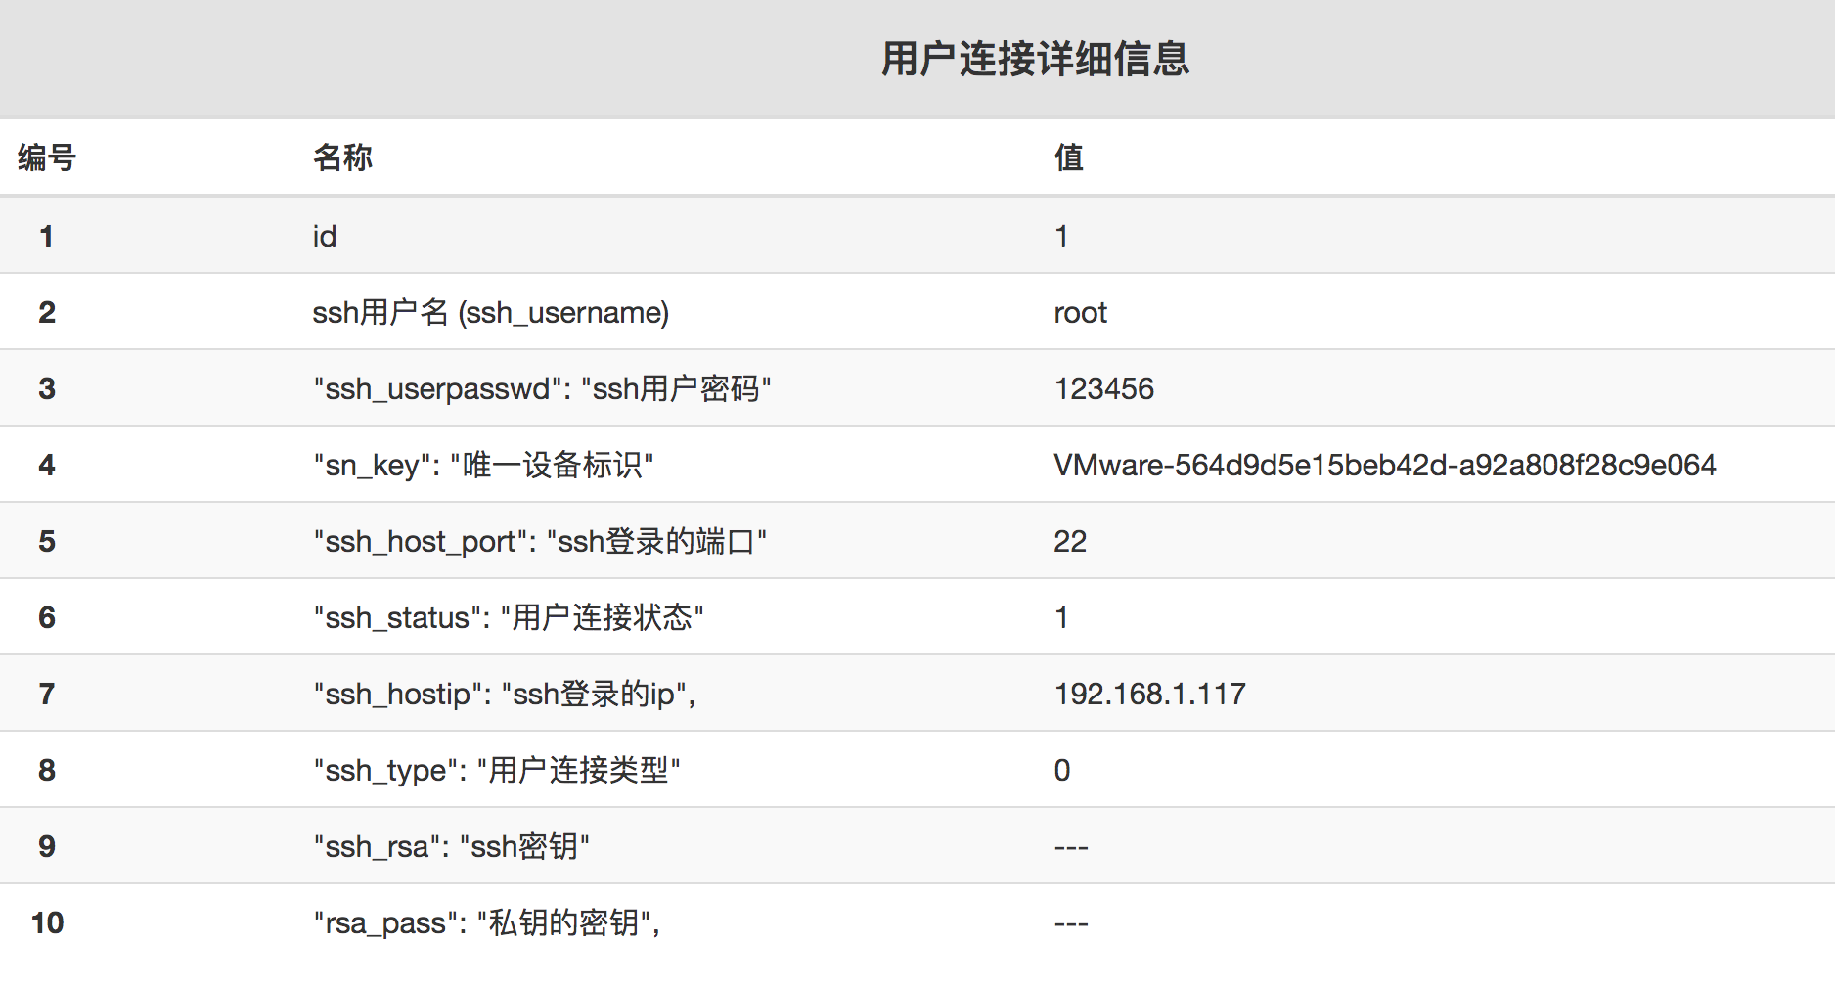 用户连接详细信息
编号 名称 值
1 id 1
2 ssh用户名 (ssh_username) root
3 "ssh_userpasswd": "ssh用户密码" 123456
4 "sn_key": "唯一设备标识" VMware-564d9d5e15beb42d-a92a808f28c9e064
5 "ssh_host_port": "ssh登录的端口" 22
6 "ssh_status": "用户连接状态" 1
7 "ssh_hostip": "ssh登录的ip", 192.168.1.117
8 "ssh_type": "用户连接类型" 0
9 "ssh_rsa": "ssh密钥" ---
10 "rsa_pass": "私钥的密钥", ---